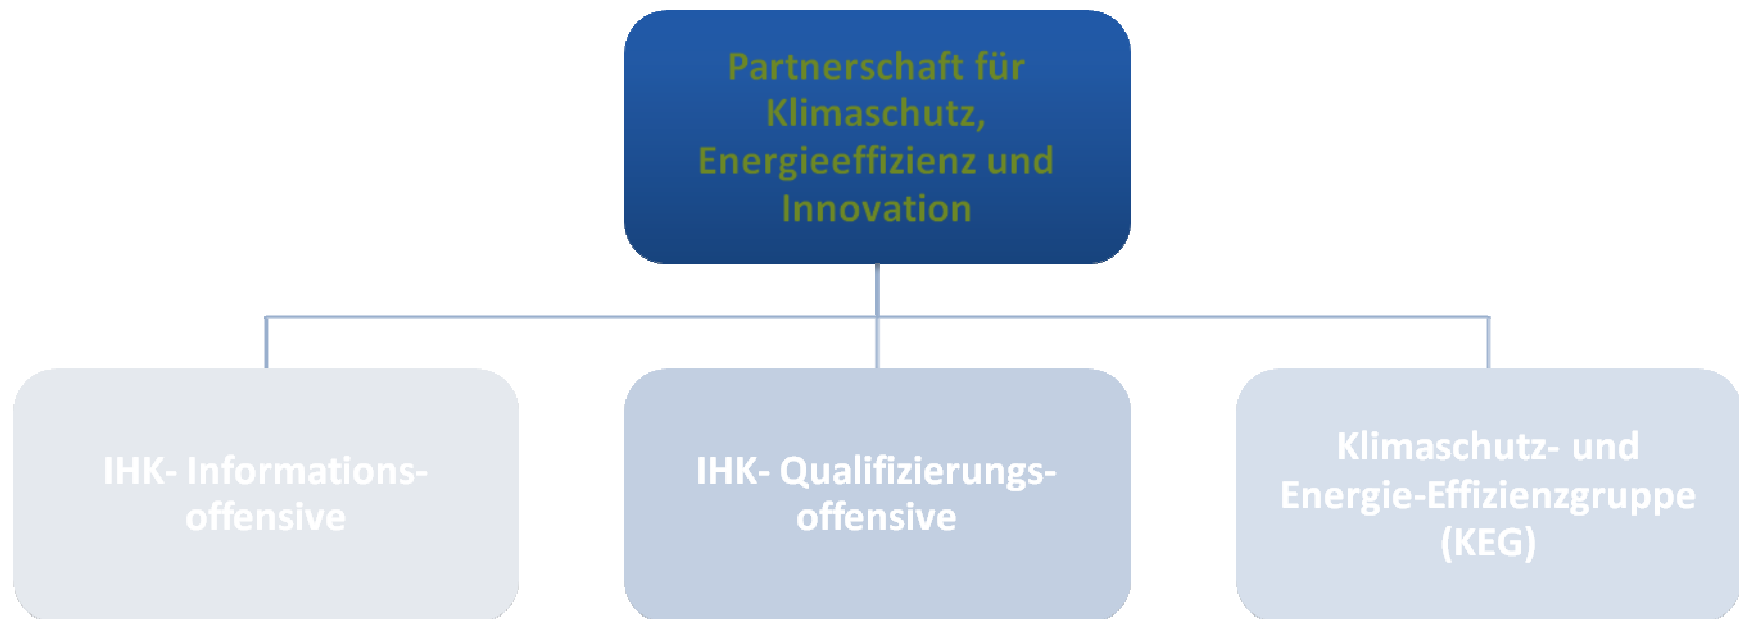 Partnerschaft für
Klimaschutz,
Energieeffizienz und
Innovation
IHK- Informations-
offensive
IHK- Qualifizierungs-
offensive
Klimaschutz- und
Energie-Effizienzgruppe
(KEG)